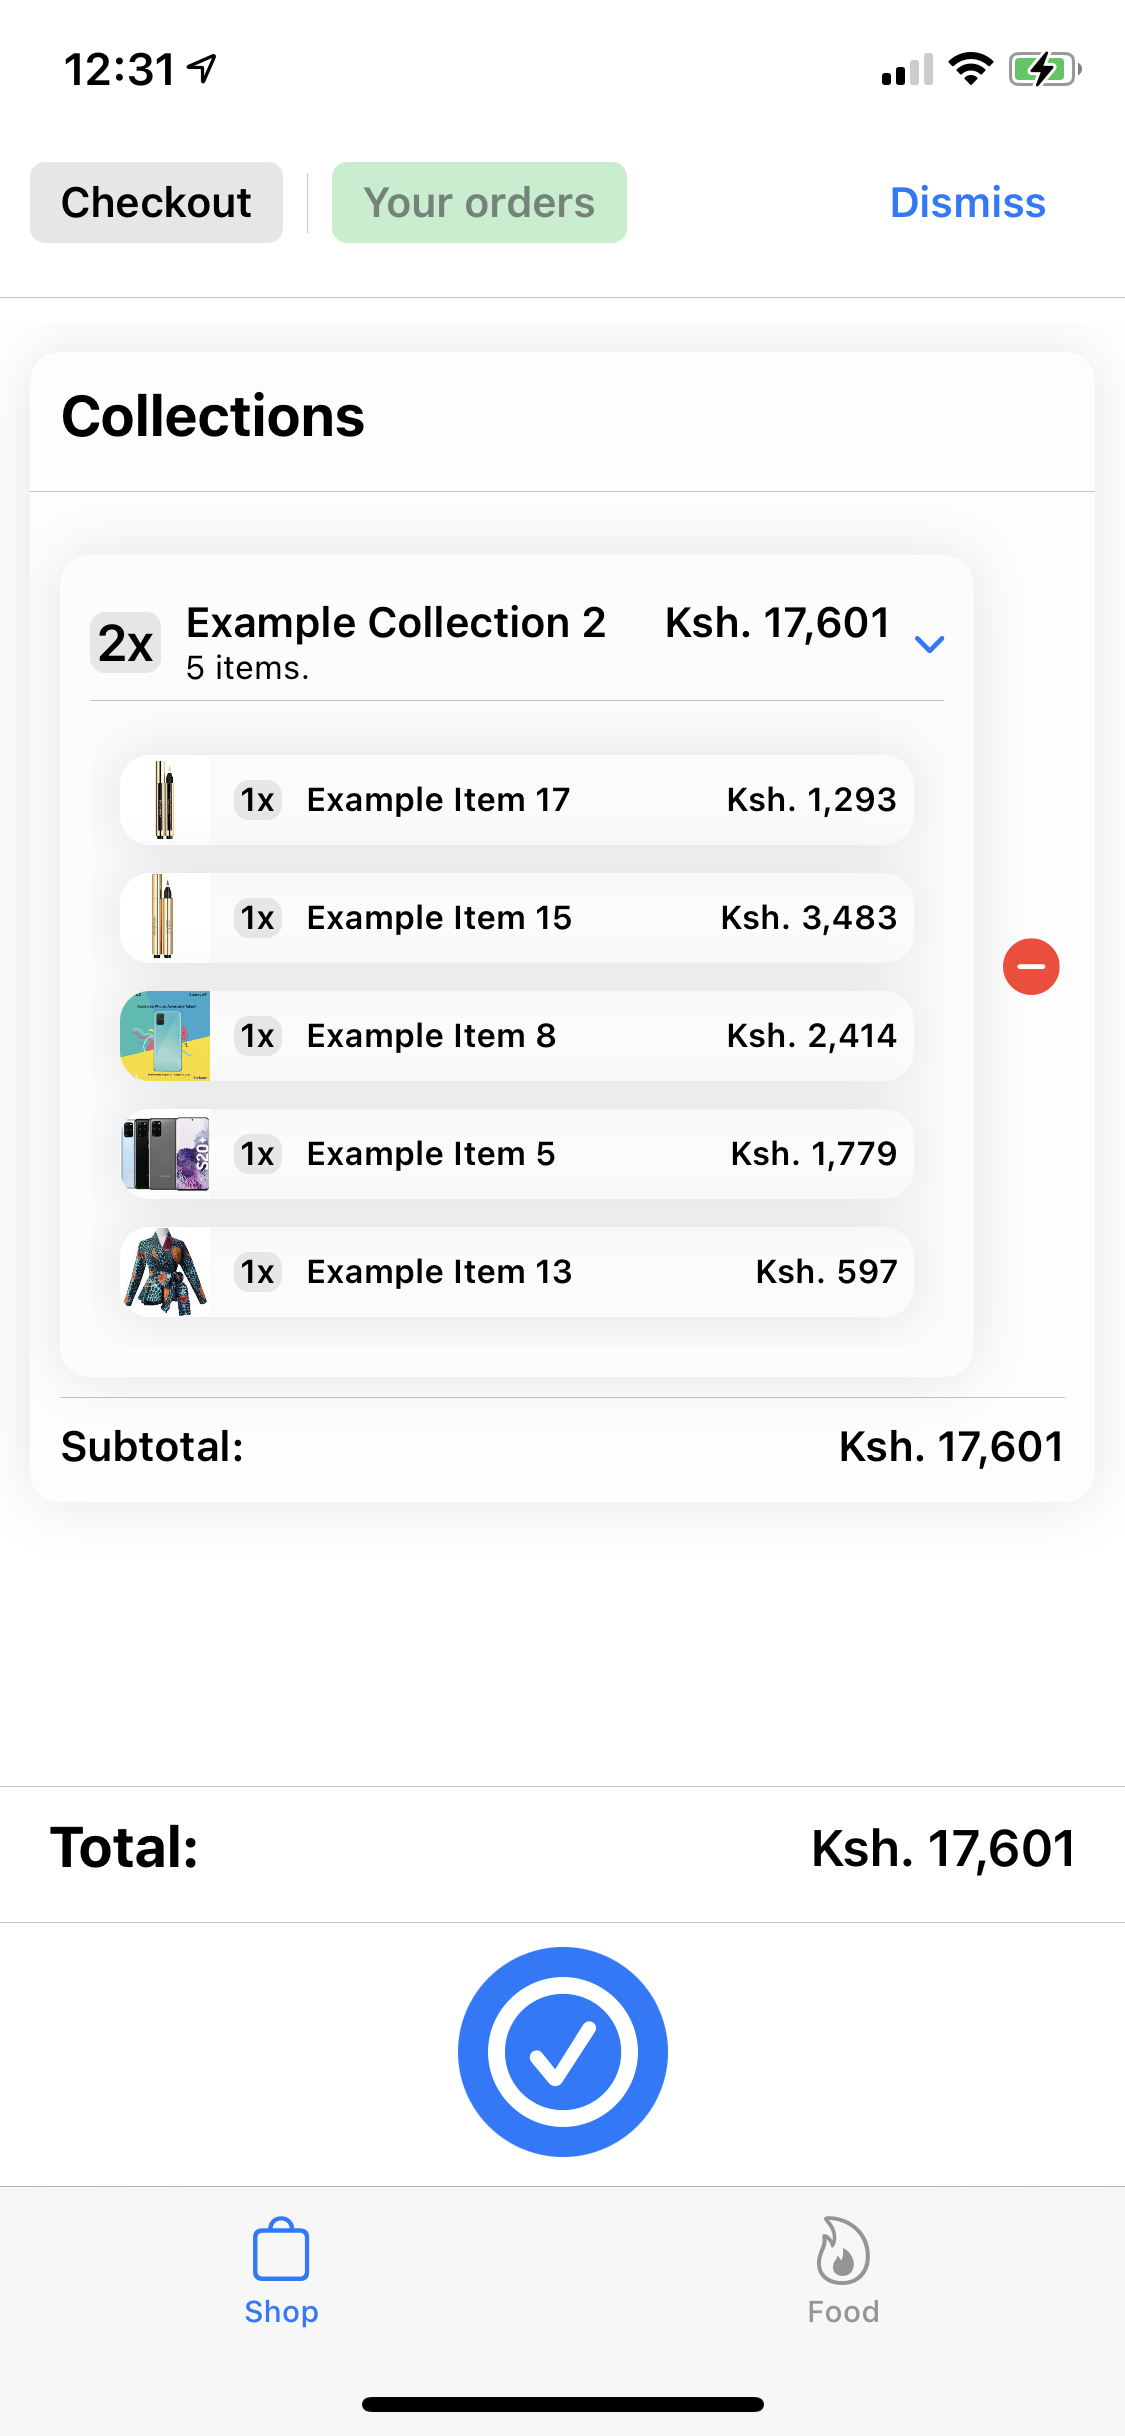 12:31
Checkout
Your orders
Dismiss
Collections
2x
Example Collection 2
Ksh. 17,601
5 items.
1x Example Item 17 Ksh. 1,293
1x Example Item 15 Ksh. 3,483
1x Example Item 8 Ksh. 2,414
S20+
1x Example Item 5 Ksh. 1,779
1x Example Item 13 Ksh. 597
Subtotal: Ksh. 17,601
Total: Ksh. 17,601
Shop
Food